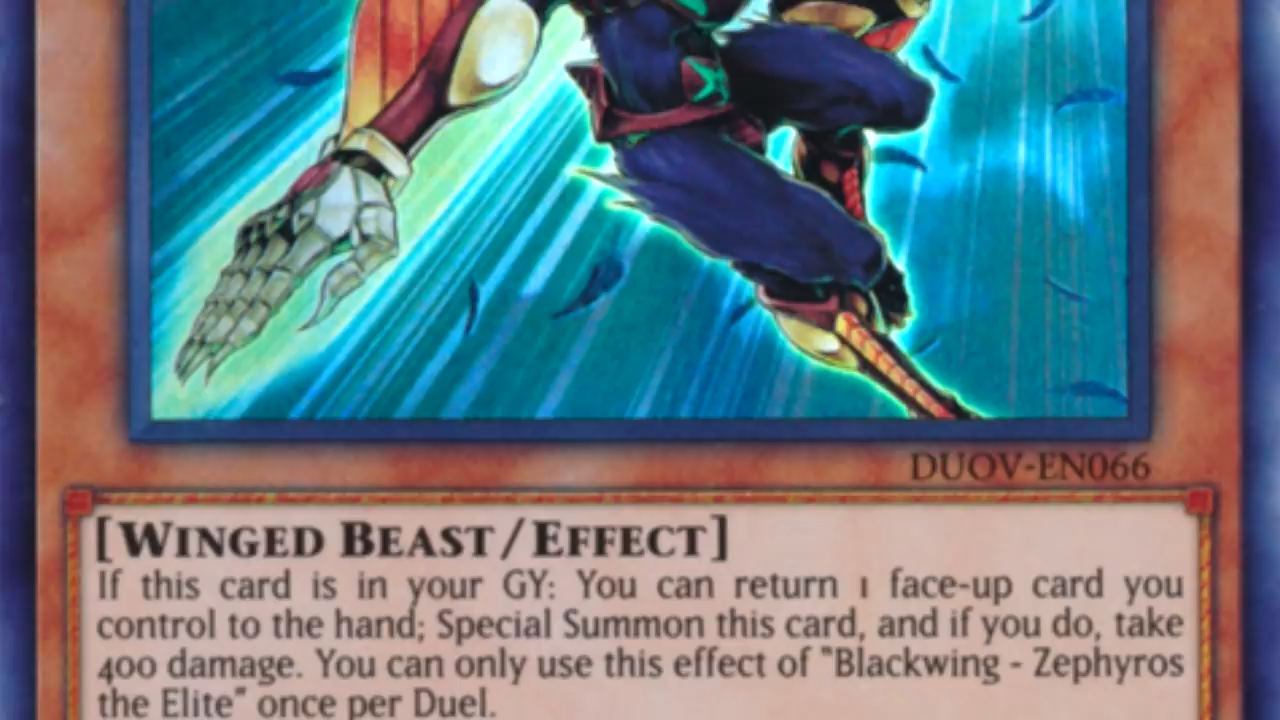 DUOV-EN066
[WINGED BEAST/EFFECT]
If this card is in your GY: You can return 1 face-up card you
control to the hand; Special Summon this card, and if you do, take
400 damage. You can only use this effect of "Blackwing - Zephyros
the Elite" once per Duel.